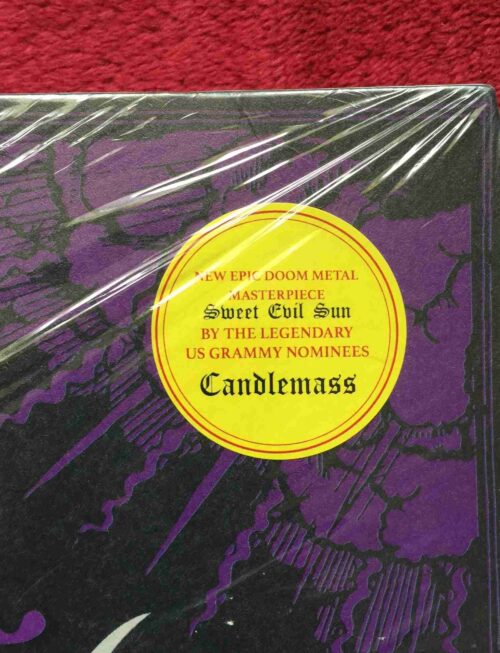 NEW EPIC DOOM METAL
MASTERPIECE
Sweet Evil Sun
BY THE LEGENDARY
US GRAMMY NOMINEES
Candlemass